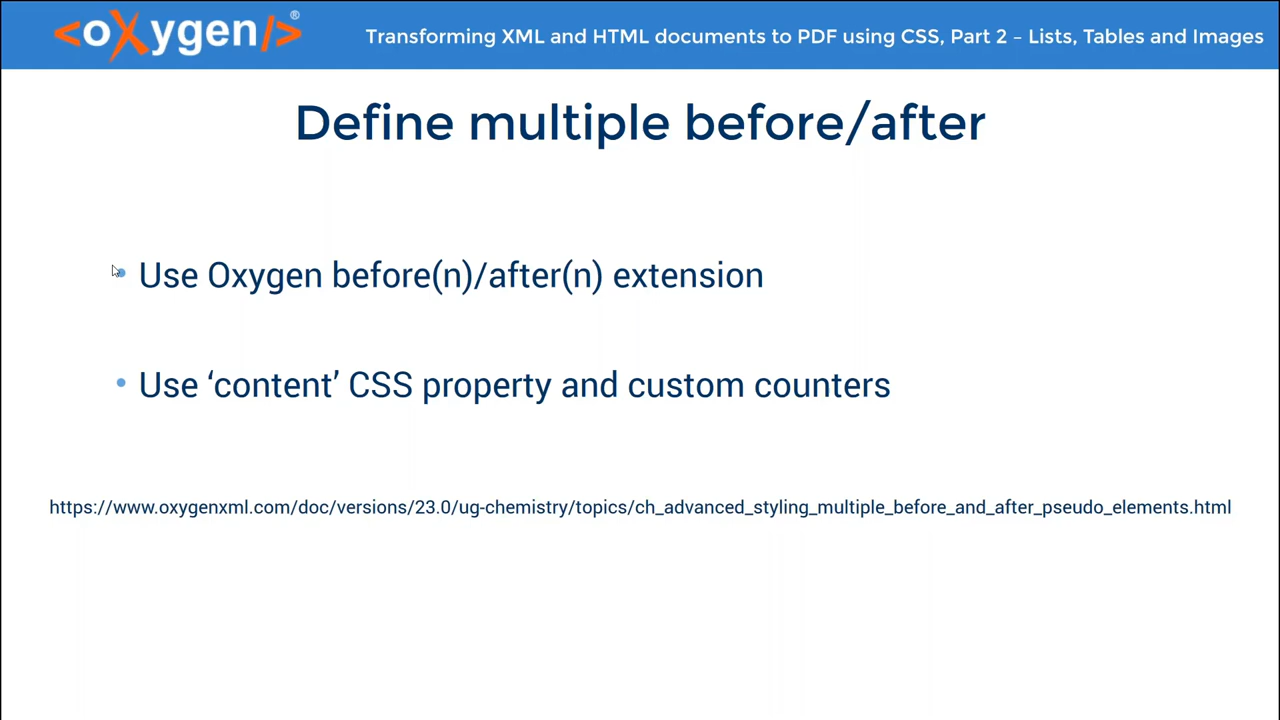 <oXygen/>®
Transforming XML and HTML documents to PDF using CSS, Part 2 – Lists, Tables and Images
Define multiple before/after
• Use Oxygen before(n)/after(n) extension
• Use ‘content’ CSS property and custom counters
https://www.oxygenxml.com/doc/versions/23.0/ug-chemistry/topics/ch_advanced_styling_multiple_before_and_after_pseudo_elements.html